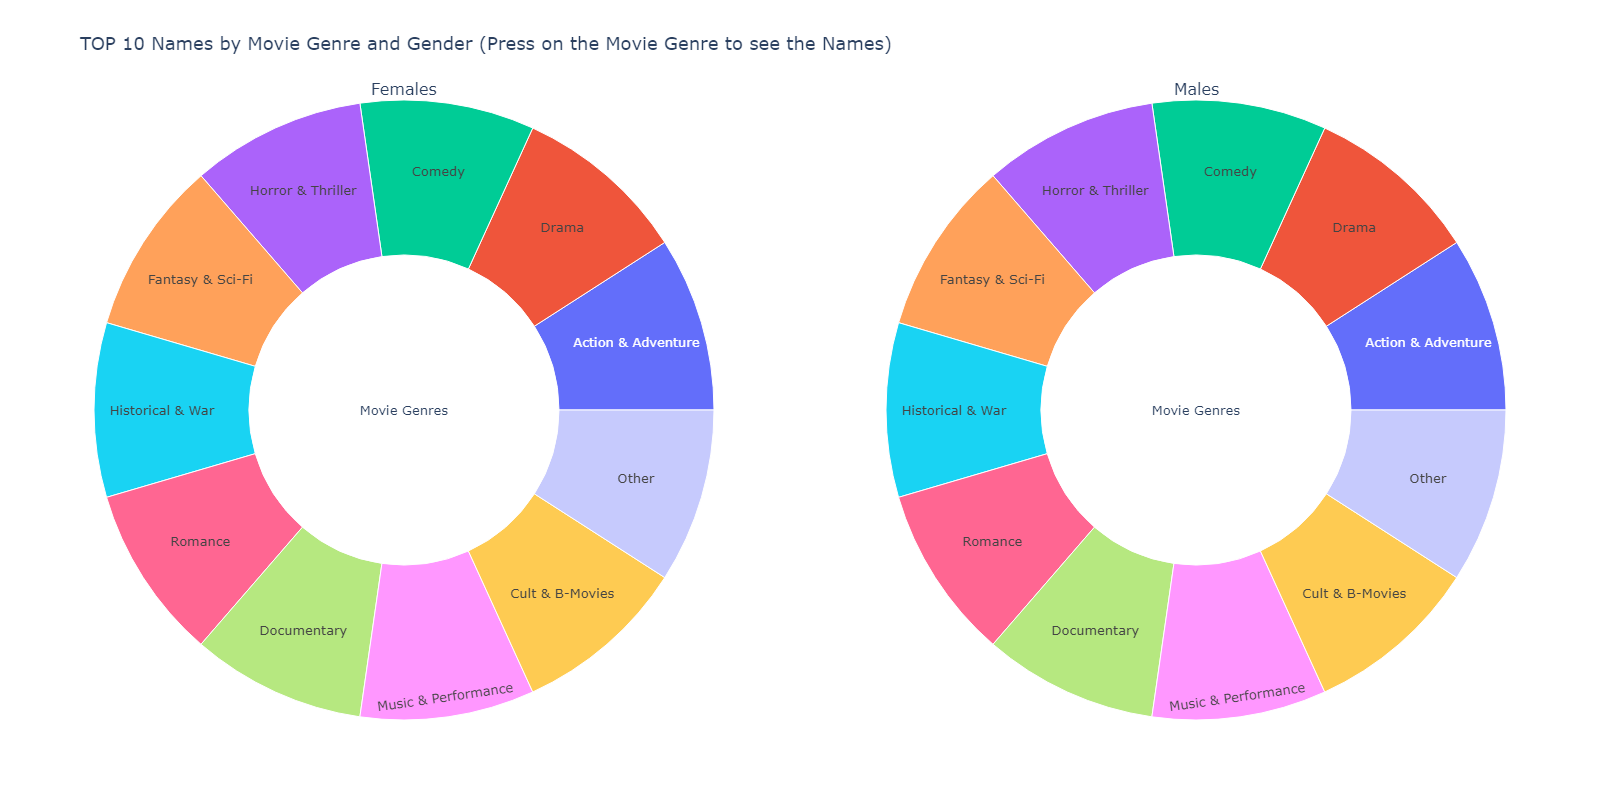 TOP 10 Names by Movie Genre and Gender (Press on the Movie Genre to see the Names)
Females
Comedy
Horror & Thriller
Drama
Fantasy & Sci-Fi
Action & Adventure
Historical & War
Movie Genres
Other
Romance
Cult & B-Movies
Documentary
Music & Performance
Males
Comedy
Horror & Thriller
Drama
Fantasy & Sci-Fi
Action & Adventure
Historical & War
Movie Genres
Other
Romance
Cult & B-Movies
Documentary
Music & Performance